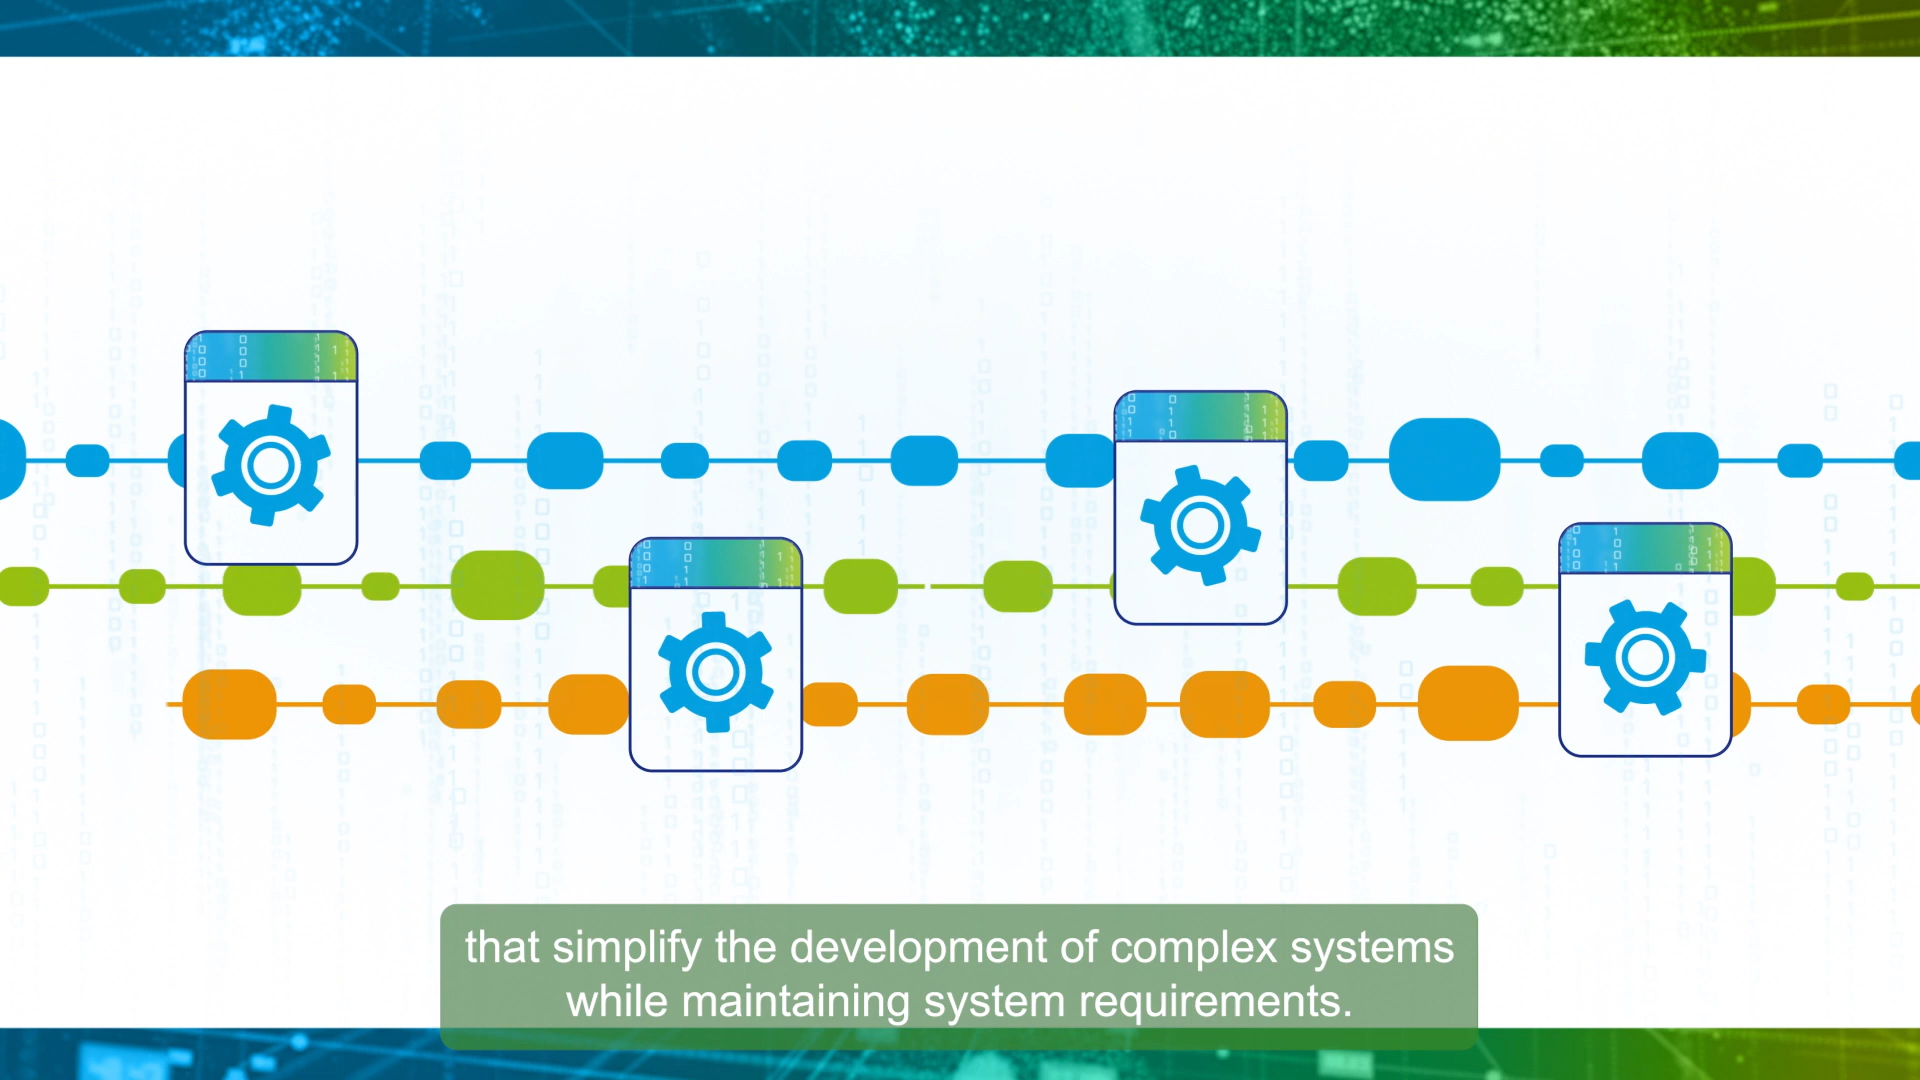 that simplify the development of complex systems
while maintaining system requirements.